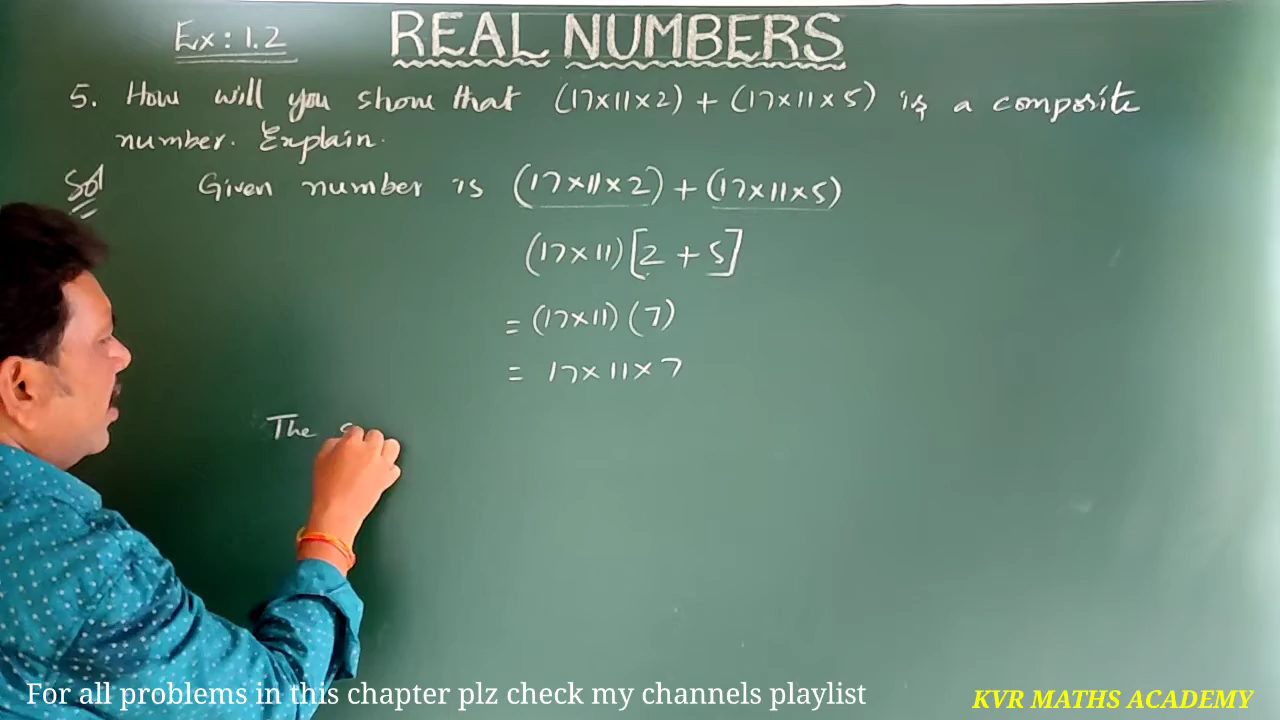 Ex : 1.2
REAL NUMBERS
5. How will you show that (17×11×2) + (17×11×5) is a composite
number. Explain.
Sol Given number is (17×11×2) + (17×11×5)
(17×11) [2 + 5]
= (17×11) (7)
= 17×11×7
The
For all problems in this chapter plz check my channels playlist
KVR MATHS ACADEMY